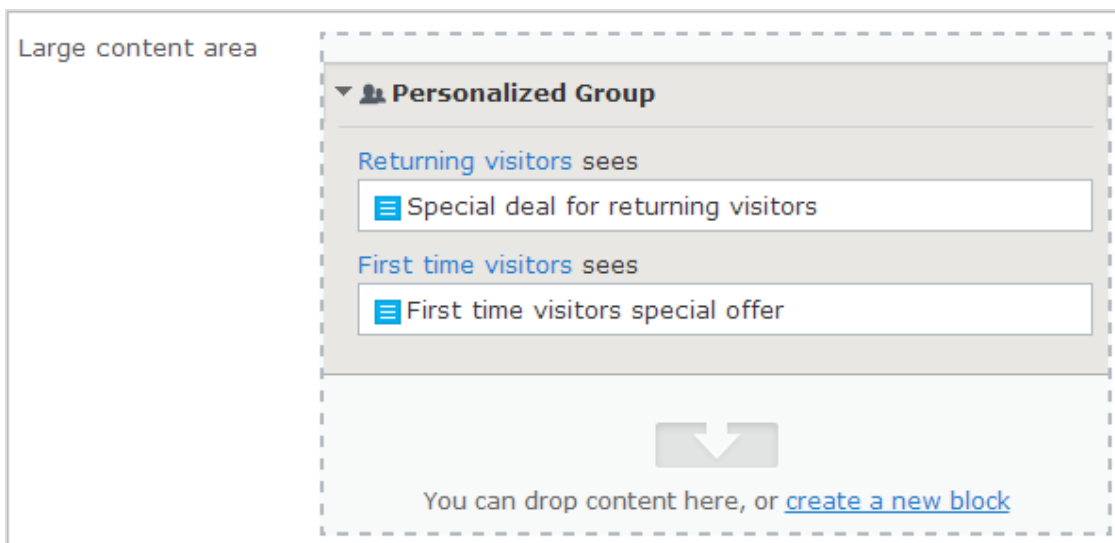 Large content area
Personalized Group
Returning visitors sees
Special deal for returning visitors
First time visitors sees
First time visitors special offer
You can drop content here, or create a new block